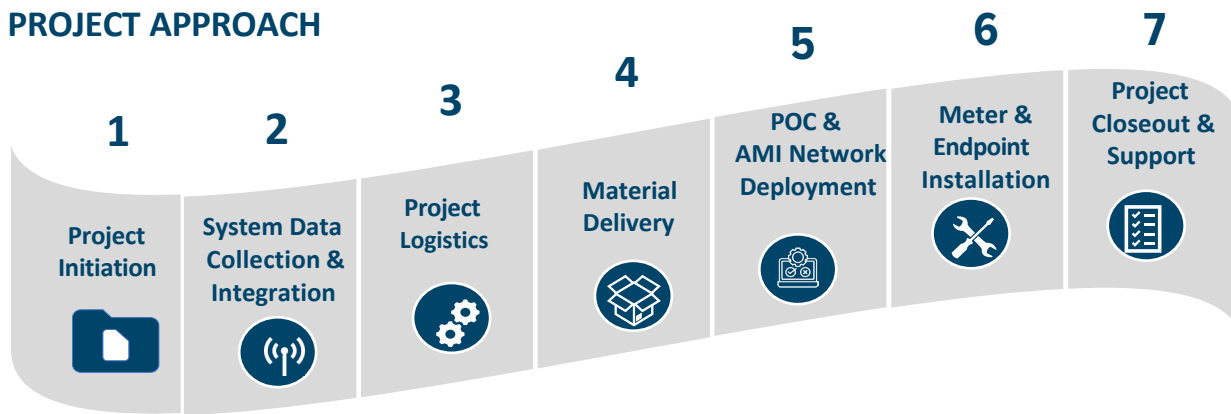 PROJECT APPROACH
1
Project
Initiation
2
System Data
Collection &
Integration
3
Project
Logistics
4
Material
Delivery
5
POC &
AMI Network
Deployment
6
Meter &
Endpoint
Installation
7
Project
Closeout &
Support